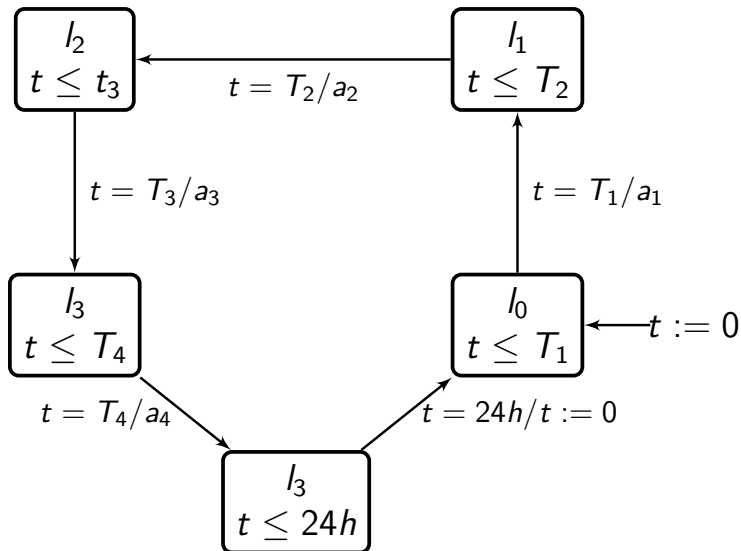 l₂
t ≤ t₃
l₁
t ≤ T₂
t = T₂/a₂
t = T₃/a₃
t = T₁/a₁
l₃
t ≤ T₄
l₀
t ≤ T₁
t := 0
t = T₄/a₄
t = 24h/t := 0
l₃
t ≤ 24h